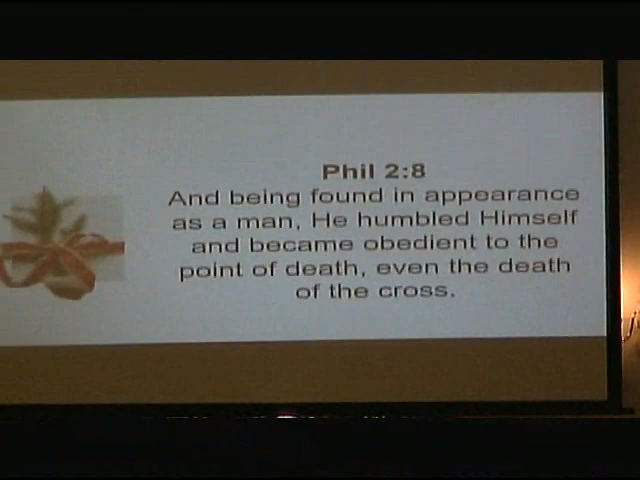 Phil 2:8
And being found in appearance
as a man, He humbled Himself
and became obedient to the
point of death, even the death
of the cross.